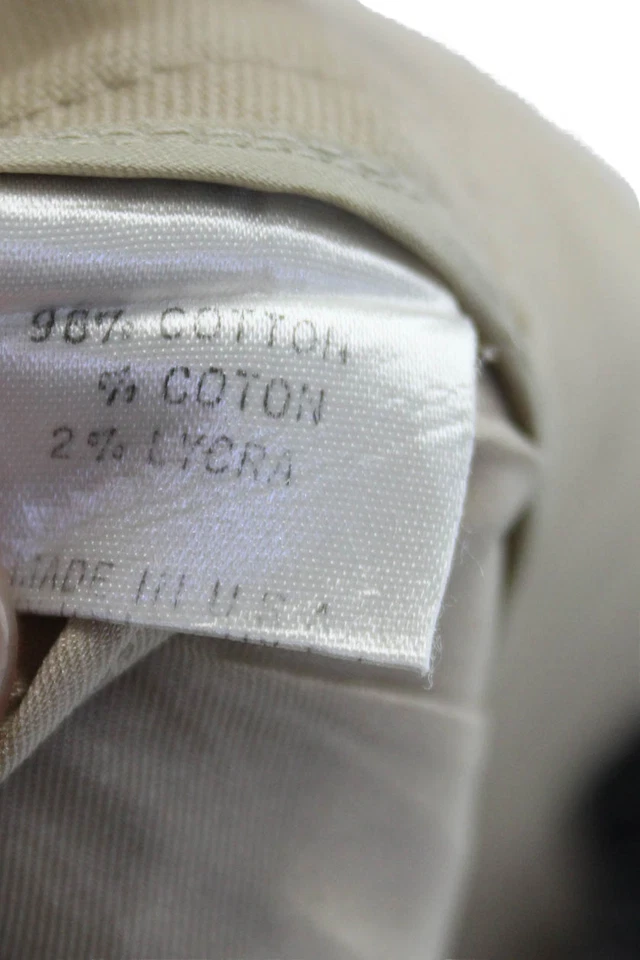 98% COTTON
% COTON
2% LYCRA
MADE IN U.S.A